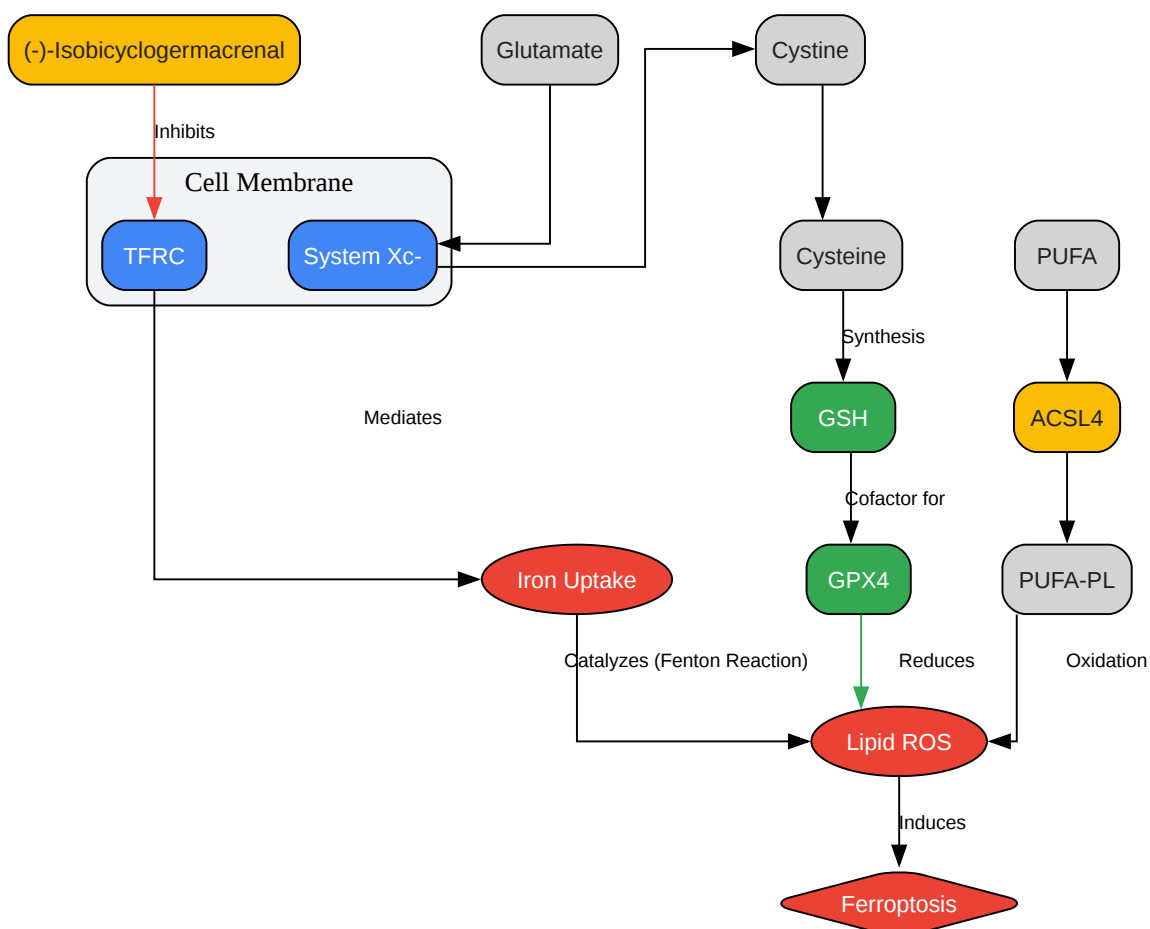 (-)-Isobicyclogermacrenal
Glutamate
Cystine
Inhibits
Cell Membrane
TFRC
System Xc-
Cysteine
PUFA
Synthesis
Mediates
GSH
ACSL4
Cofactor for
Iron Uptake
GPX4
PUFA-PL
Catalyzes (Fenton Reaction)
Reduces
Oxidation
Lipid ROS
Induces
Ferroptosis